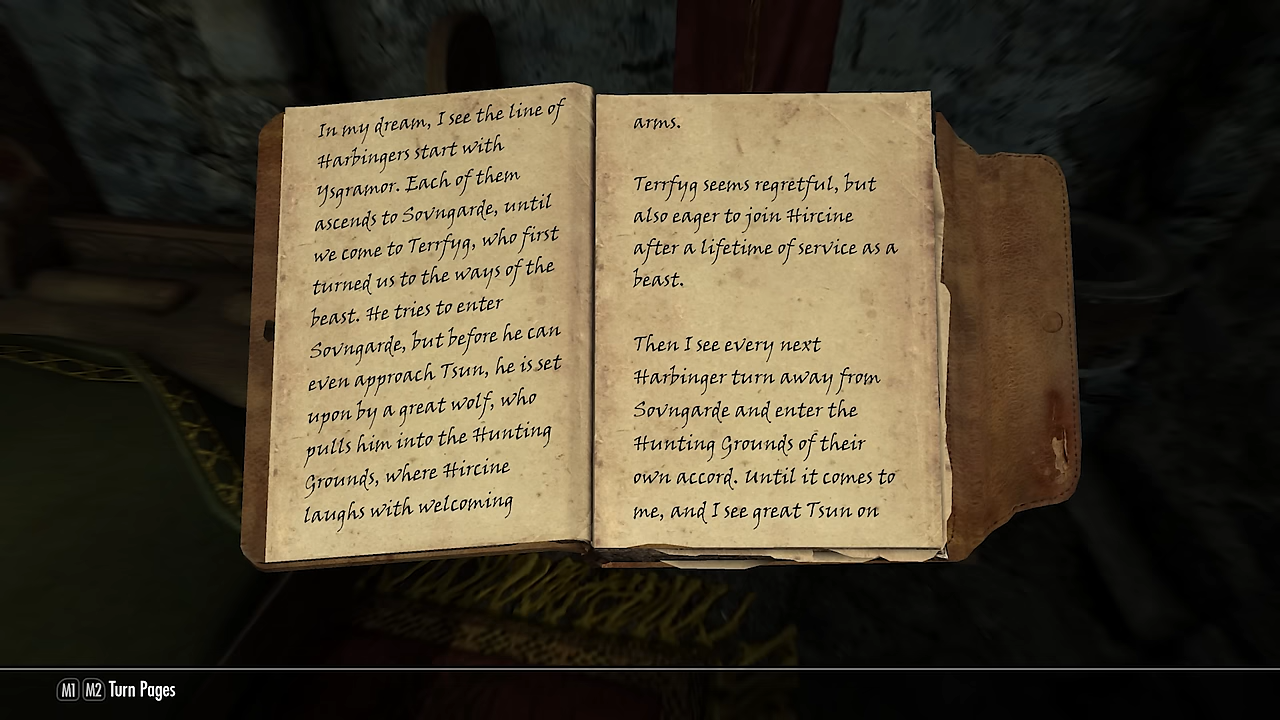 In my dream, I see the line of
Harbingers start with
Ysgramor. Each of them
ascends to Sovngarde, until
we come to Terrfyg, who first
turned us to the ways of the
beast. He tries to enter
Sovngarde, but before he can
even approach Tsun, he is set
upon by a great wolf, who
pulls him into the Hunting
Grounds, where Hircine
laughs with welcoming
arms.
Terrfyg seems regretful, but
also eager to join Hircine
after a lifetime of service as a
beast.
Then I see every next
Harbinger turn away from
Sovngarde and enter the
Hunting Grounds of their
own accord. Until it comes to
me, and I see great Tsun on
M1 M2 Turn Pages